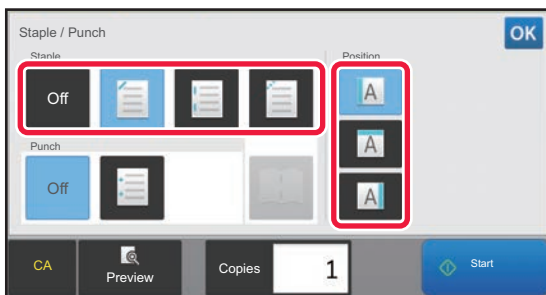 Staple / Punch
OK
Staple
Position
Off
A
A
A
Punch
Off
CA
Preview
Copies
1
Start